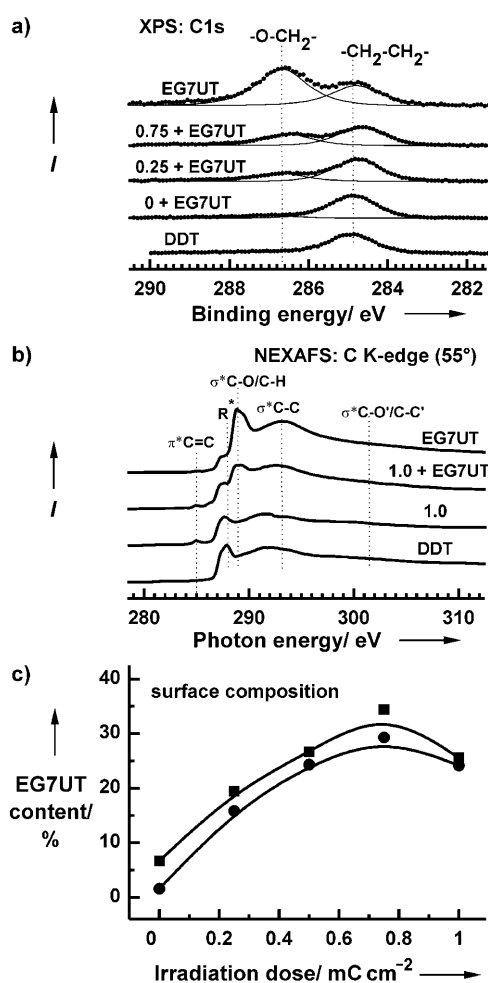 a)
XPS: C1s
-O-CH₂-
-CH₂-CH₂-
EG7UT
0.75 + EG7UT
0.25 + EG7UT
0 + EG7UT
DDT
I
290 288 286 284 282
Binding energy/ eV
b)
NEXAFS: C K-edge (55°)
σ*C-O/C-H
R*
σ*C-C
σ*C-O'/C-C'
π*C=C
EG7UT
1.0 + EG7UT
1.0
DDT
I
280 290 300 310
Photon energy/ eV
c)
surface composition
40
30
20
10
0
EG7UT
content/
%
0 0.2 0.4 0.6 0.8 1
Irradiation dose/ mC cm⁻²